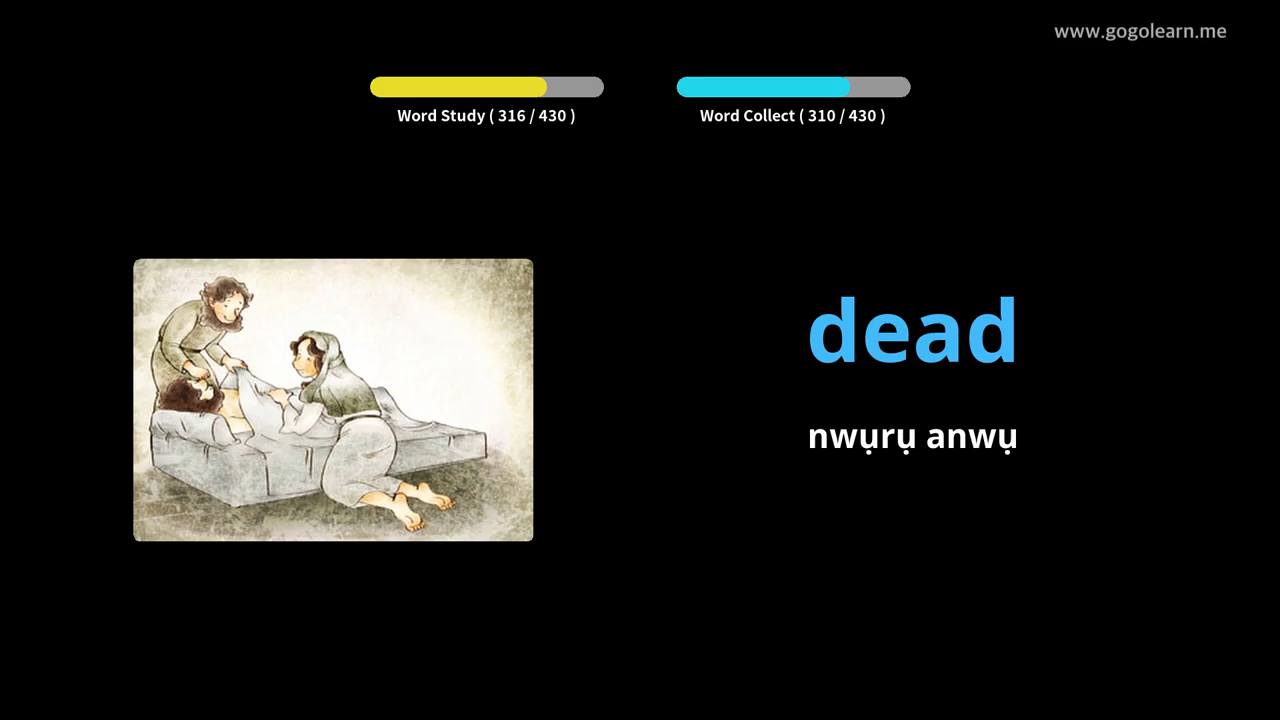 www.gogolearn.me
Word Study ( 316 / 430 )
Word Collect ( 310 / 430 )
dead
nwụrụ anwụ